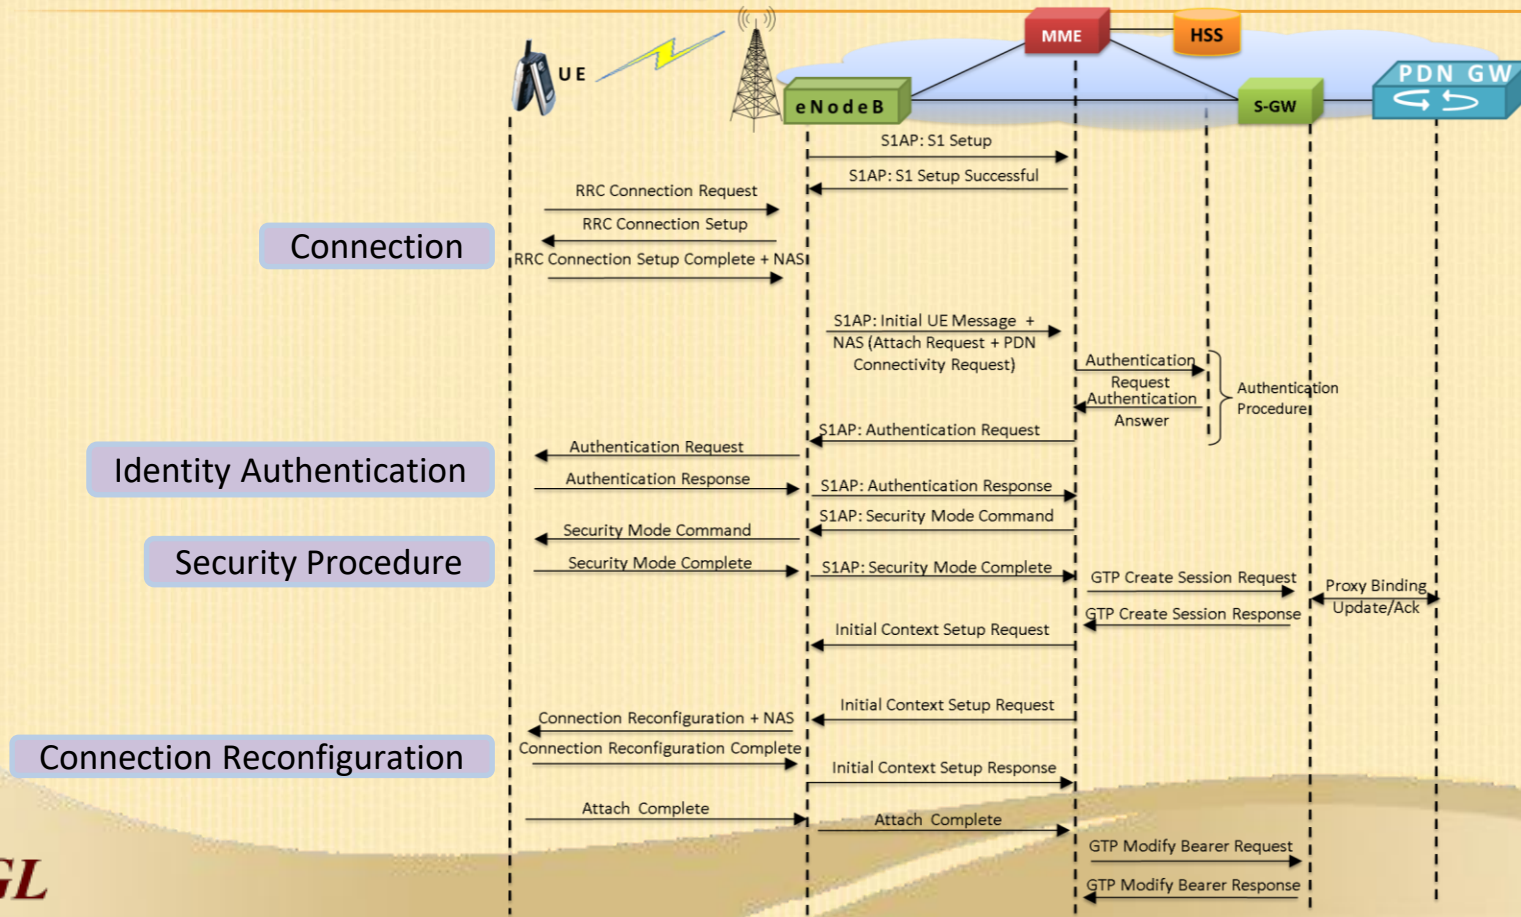 MME
HSS
UE
PDN GW
eNodeB
S-GW
S1AP: S1 Setup
S1AP: S1 Setup Successful
RRC Connection Request
RRC Connection Setup
Connection
RRC Connection Setup Complete + NAS
S1AP: Initial UE Message +
NAS (Attach Request + PDN
Connectivity Request)
Authentication
Request
Authentication
Answer
Authentication
Procedure
S1AP: Authentication Request
Authentication Request
Identity Authentication
Authentication Response
S1AP: Authentication Response
S1AP: Security Mode Command
Security Mode Command
Security Procedure
Security Mode Complete
S1AP: Security Mode Complete
GTP Create Session Request
Proxy Binding
Update/Ack
GTP Create Session Response
Initial Context Setup Request
Initial Context Setup Request
Connection Reconfiguration + NAS
Connection Reconfiguration
Connection Reconfiguration Complete
Initial Context Setup Response
Attach Complete
Attach Complete
GTP Modify Bearer Request
GTP Modify Bearer Response
GL